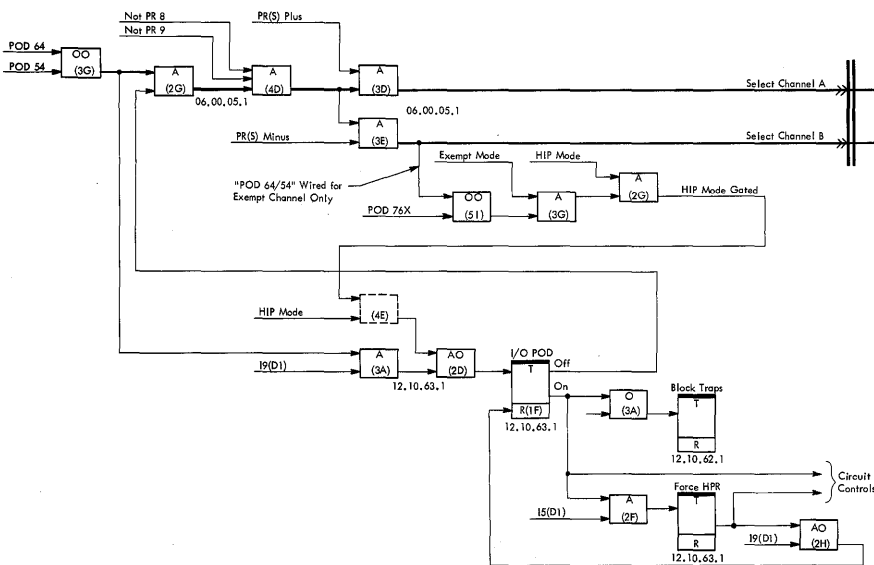 Not PR 8
Not PR 9
PR(S) Plus
POD 64
POD 54
OO
(3G)
A
(2G)
06.00.05.1
A
(4D)
A
(3D)
06.00.05.1
Select Channel A
A
(3E)
PR(S) Minus
Select Channel B
Exempt Mode
HIP Mode
"POD 64/54" Wired for
Exempt Channel Only
POD 76X
OO
(5I)
A
(3G)
A
(2G)
HIP Mode Gated
HIP Mode
(4E)
I9(D1)
A
(3A)
AO
(2D)
12.10.63.1
I/O POD
T
R(1F)
12.10.63.1
Off
On
O
(3A)
Block Traps
T
R
12.10.62.1
Circuit
Controls
I5(D1)
A
(2F)
Force HPR
T
R
12.10.63.1
I9(D1)
AO
(2H)